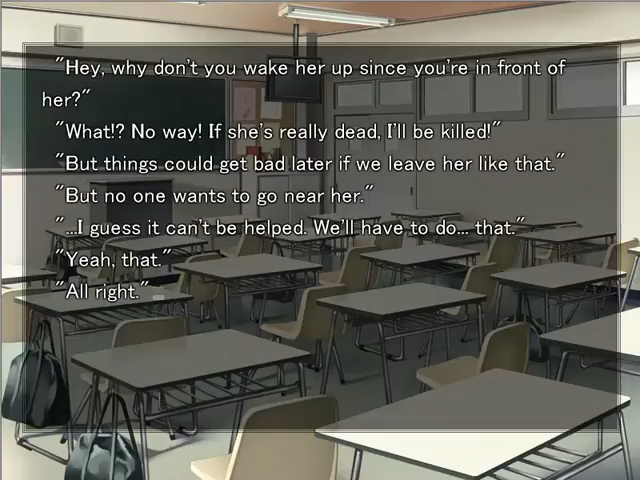 "Hey, why don't you wake her up since you're in front of
her?"
"What!? No way! If she's really dead, I'll be killed!"
"But things could get bad later if we leave her like that."
"But no one wants to go near her."
"...I guess it can't be helped. We'll have to do... that."
"Yeah, that."
"All right."